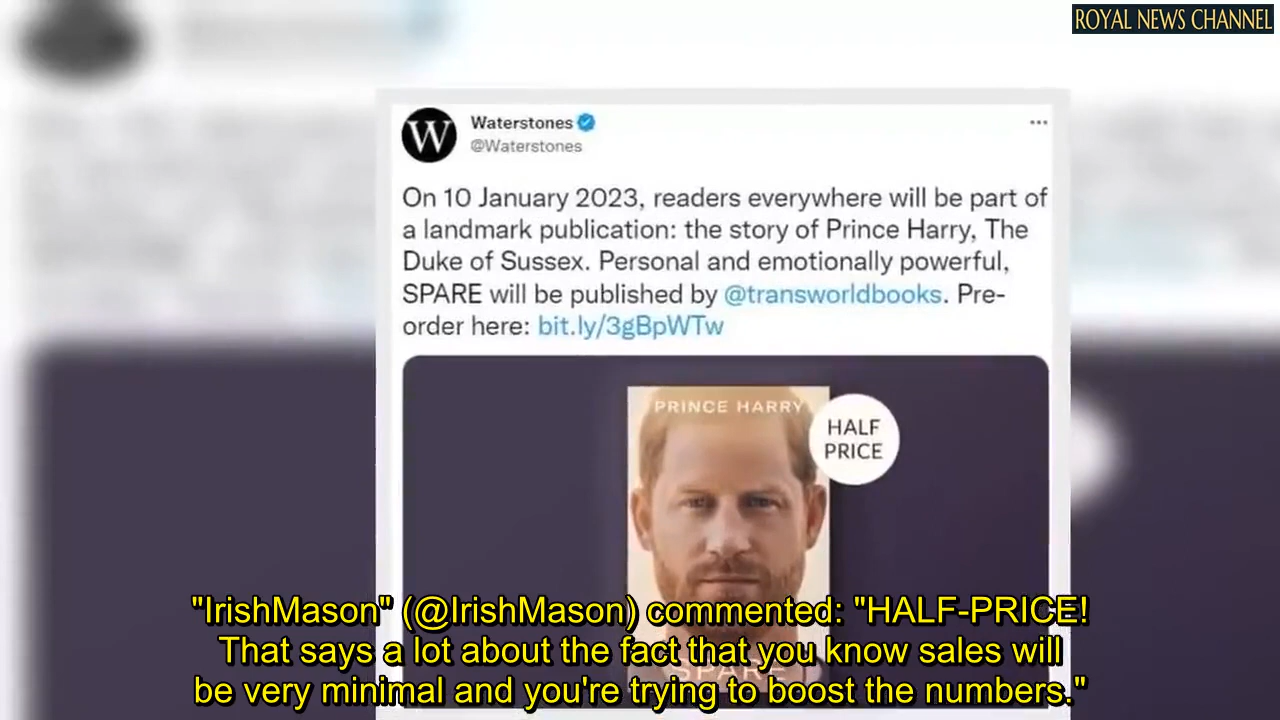 ROYAL NEWS CHANNEL
W
Waterstones
@Waterstones
On 10 January 2023, readers everywhere will be part of
a landmark publication: the story of Prince Harry, The
Duke of Sussex. Personal and emotionally powerful,
SPARE will be published by @transworldbooks. Pre-
order here: bit.ly/3gBpWTw
PRINCE HARRY
HALF
PRICE
SPARE
"IrishMason" (@IrishMason) commented: "HALF-PRICE!
That says a lot about the fact that you know sales will
be very minimal and you're trying to boost the numbers."